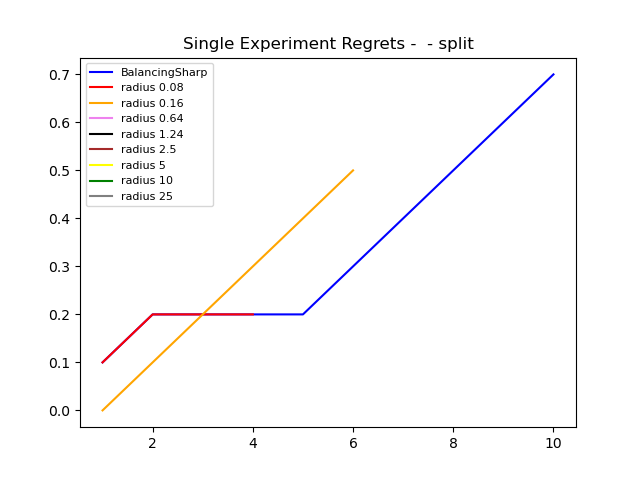 Single Experiment Regrets -  - split
BalancingSharp
radius 0.08
radius 0.16
radius 0.64
radius 1.24
radius 2.5
radius 5
radius 10
radius 25
0.7
0.6
0.5
0.4
0.3
0.2
0.1
0.0
2 4 6 8 10